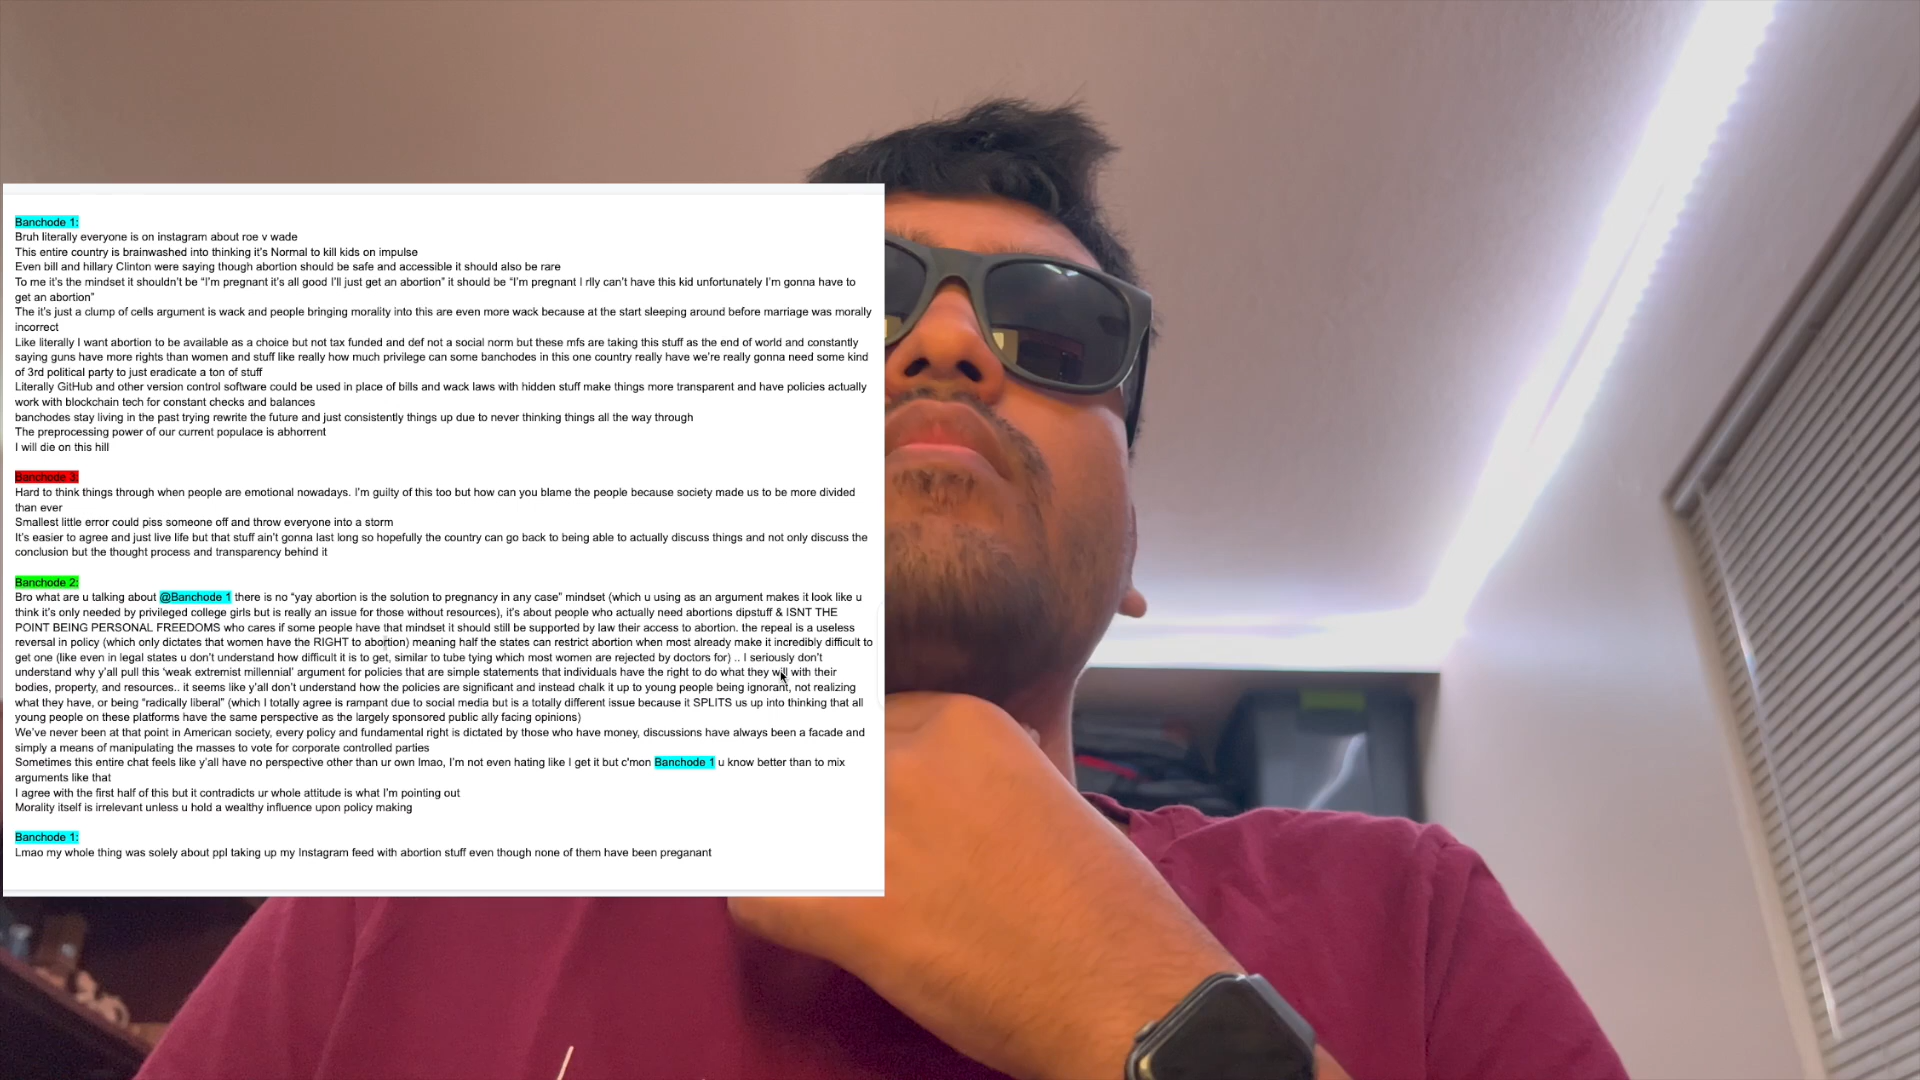 Banchode 1:
Bruh literally everyone is on instagram about roe v wade
This entire country is brainwashed into thinking it's Normal to kill kids on impulse
Even bill and hillary Clinton were saying though abortion should be safe and accessible it should also be rare
To me it's the mindset it shouldn't be “I'm pregnant it's all good I'll just get an abortion” it should be “I'm pregnant I rlly can't have this kid unfortunately I'm gonna have to
get an abortion”
The it's just a clump of cells argument is wack and people bringing morality into this are even more wack because at the start sleeping around before marriage was morally
incorrect
Like literally I want abortion to be available as a choice but not tax funded and def not a social norm but these mfs are taking this stuff as the end of world and constantly
saying guns have more rights than women and stuff like really how much privilege can some banchodes in this one country really have we're really gonna need some kind
of 3rd political party to just eradicate a ton of stuff
Literally GitHub and other version control software could be used in place of bills and wack laws with hidden stuff make things more transparent and have policies actually
work with blockchain tech for constant checks and balances
banchodes stay living in the past trying rewrite the future and just consistently things up due to never thinking things all the way through
The preprocessing power of our current populace is abhorrent
I will die on this hill
Banchode 3:
Hard to think things through when people are emotional nowadays. I'm guilty of this too but how can you blame the people because society made us to be more divided
than ever
Smallest little error could piss someone off and throw everyone into a storm
It's easier to agree and just live life but that stuff ain't gonna last long so hopefully the country can go back to being able to actually discuss things and not only discuss the
conclusion but the thought process and transparency behind it
Banchode 2:
Bro what are u talking about @Banchode 1 there is no “yay abortion is the solution to pregnancy in any case” mindset (which u using as an argument makes it look like u
think it's only needed by privileged college girls but is really an issue for those without resources), it's about people who actually need abortions dipstuff & ISNT THE
POINT BEING PERSONAL FREEDOMS who cares if some people have that mindset it should still be supported by law their access to abortion. the repeal is a useless
reversal in policy (which only dictates that women have the RIGHT to abortion) meaning half the states can restrict abortion when most already make it incredibly difficult to
get one (like even in legal states u don't understand how difficult it is to get, similar to tube tying which most women are rejected by doctors for) .. I seriously don't
understand why y'all pull this ‘weak extremist millennial’ argument for policies that are simple statements that individuals have the right to do what they will with their
bodies, property, and resources.. it seems like y'all don't understand how the policies are significant and instead chalk it up to young people being ignorant, not realizing
what they have, or being “radically liberal” (which I totally agree is rampant due to social media but is a totally different issue because it SPLITS us up into thinking that all
young people on these platforms have the same perspective as the largely sponsored public ally facing opinions)
We've never been at that point in American society, every policy and fundamental right is dictated by those who have money, discussions have always been a facade and
simply a means of manipulating the masses to vote for corporate controlled parties
Sometimes this entire chat feels like y'all have no perspective other than ur own lmao, I'm not even hating like I get it but c'mon Banchode 1 u know better than to mix
arguments like that
I agree with the first half of this but it contradicts ur whole attitude is what I'm pointing out
Morality itself is irrelevant unless u hold a wealthy influence upon policy making
Banchode 1:
Lmao my whole thing was solely about ppl taking up my Instagram feed with abortion stuff even though none of them have been preganant